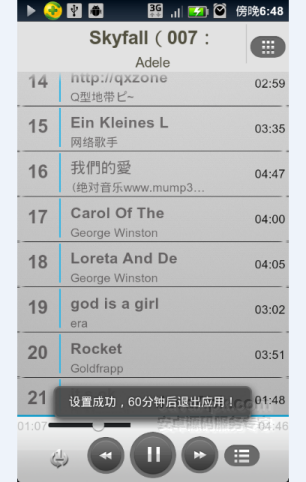 3G 傍晚6:48
Skyfall（007：
Adele
14 http://qxzone 02:59
Q型地带ビ~
15 Ein Kleines L 03:35
网络歌手
16 我們的愛 04:47
（绝对音乐www.mump3...
17 Carol Of The 04:00
George Winston
18 Loreta And De 04:05
George Winston
19 god is a girl 03:02
era
20 Rocket 03:51
Goldfrapp
21 01:48
设置成功，60分钟后退出应用！
01:07 04:46